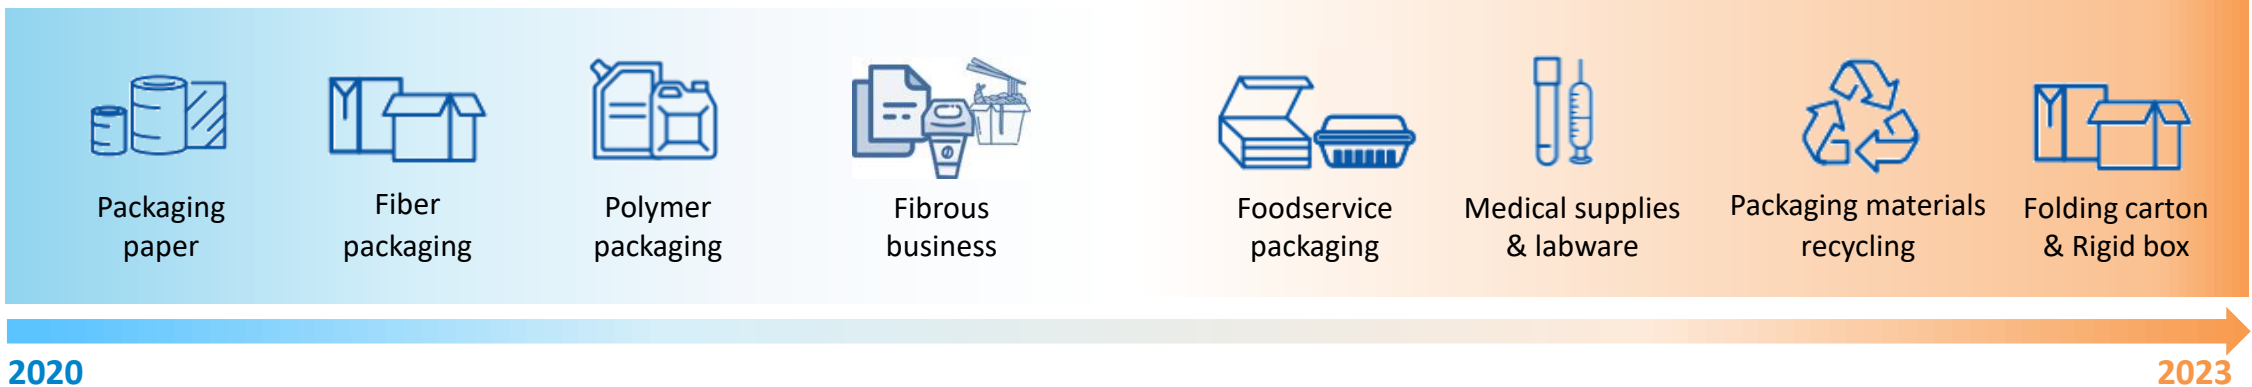 Packaging
paper
Fiber
packaging
Polymer
packaging
Fibrous
business
Foodservice
packaging
Medical supplies
& labware
Packaging materials
recycling
Folding carton
& Rigid box
2020
2023